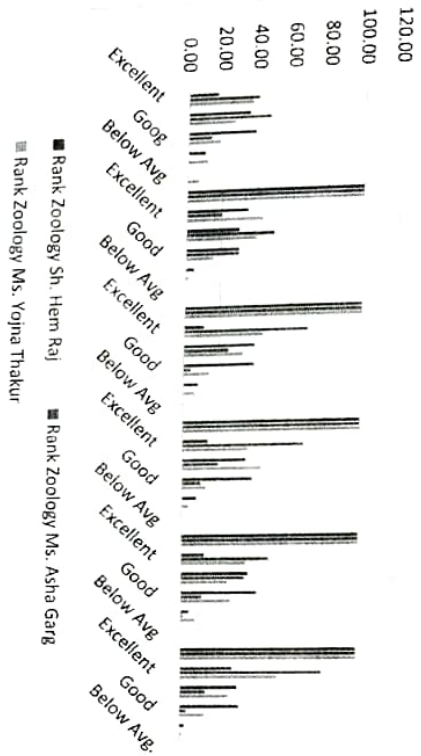 120.00
100.00
80.00
60.00
40.00
20.00
0.00
Excellent
Goog
Below Avg
Excellent
Good
Below Avg
Excellent
Good
Below Avg
Excellent
Good
Below Avg
Excellent
Good
Below Avg
Excellent
Good
Below Avg.
Rank Zoology Sh. Hem Raj
Rank Zoology Ms. Asha Garg
Rank Zoology Ms. Yojna Thakur